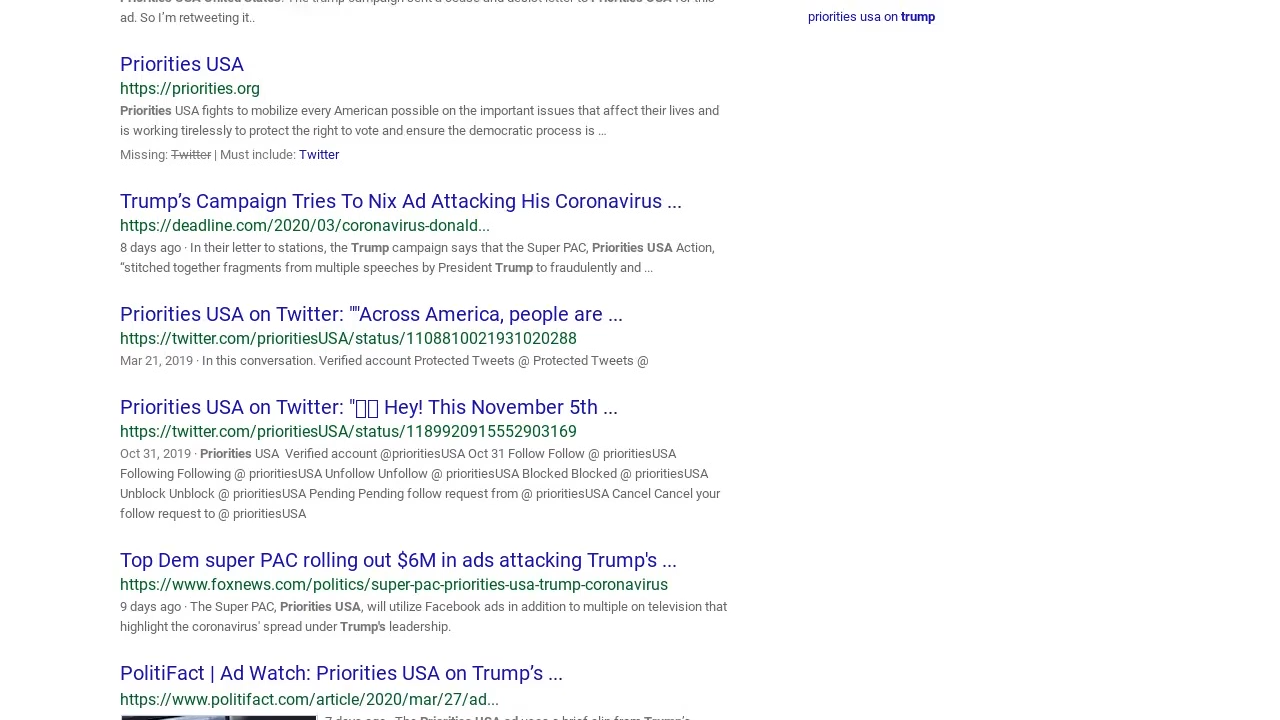 ad. So I’m retweeting it..
priorities usa on trump
Priorities USA
https://priorities.org
Priorities USA fights to mobilize every American possible on the important issues that affect their lives and
is working tirelessly to protect the right to vote and ensure the democratic process is ...
Missing: Twitter | Must include: Twitter
Trump’s Campaign Tries To Nix Ad Attacking His Coronavirus ...
https://deadline.com/2020/03/coronavirus-donald...
8 days ago · In their letter to stations, the Trump campaign says that the Super PAC, Priorities USA Action,
“stitched together fragments from multiple speeches by President Trump to fraudulently and ...
Priorities USA on Twitter: ""Across America, people are ...
https://twitter.com/prioritiesUSA/status/1108810021931020288
Mar 21, 2019 · In this conversation. Verified account Protected Tweets @ Protected Tweets @
Priorities USA on Twitter: " Hey! This November 5th ...
https://twitter.com/prioritiesUSA/status/1189920915552903169
Oct 31, 2019 · Priorities USA Verified account @prioritiesUSA Oct 31 Follow Follow @ prioritiesUSA
Following Following @ prioritiesUSA Unfollow Unfollow @ prioritiesUSA Blocked Blocked @ prioritiesUSA
Unblock Unblock @ prioritiesUSA Pending Pending follow request from @ prioritiesUSA Cancel Cancel your
follow request to @ prioritiesUSA
Top Dem super PAC rolling out $6M in ads attacking Trump's ...
https://www.foxnews.com/politics/super-pac-priorities-usa-trump-coronavirus
9 days ago · The Super PAC, Priorities USA, will utilize Facebook ads in addition to multiple on television that
highlight the coronavirus' spread under Trump's leadership.
PolitiFact | Ad Watch: Priorities USA on Trump’s ...
https://www.politifact.com/article/2020/mar/27/ad...
7 days ago · The Priorities USA ad uses a brief clip from Trump’s